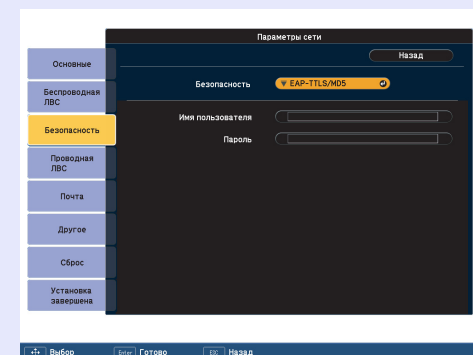 Параметры сети
Назад
Основные
Безопасность
EAP-TTLS/MD5
Беспроводная
ЛВС
Имя пользователя
Безопасность
Пароль
Проводная
ЛВС
Почта
Другое
Сброс
Установка
завершена
Выбор
Enter Готово
ESC Назад